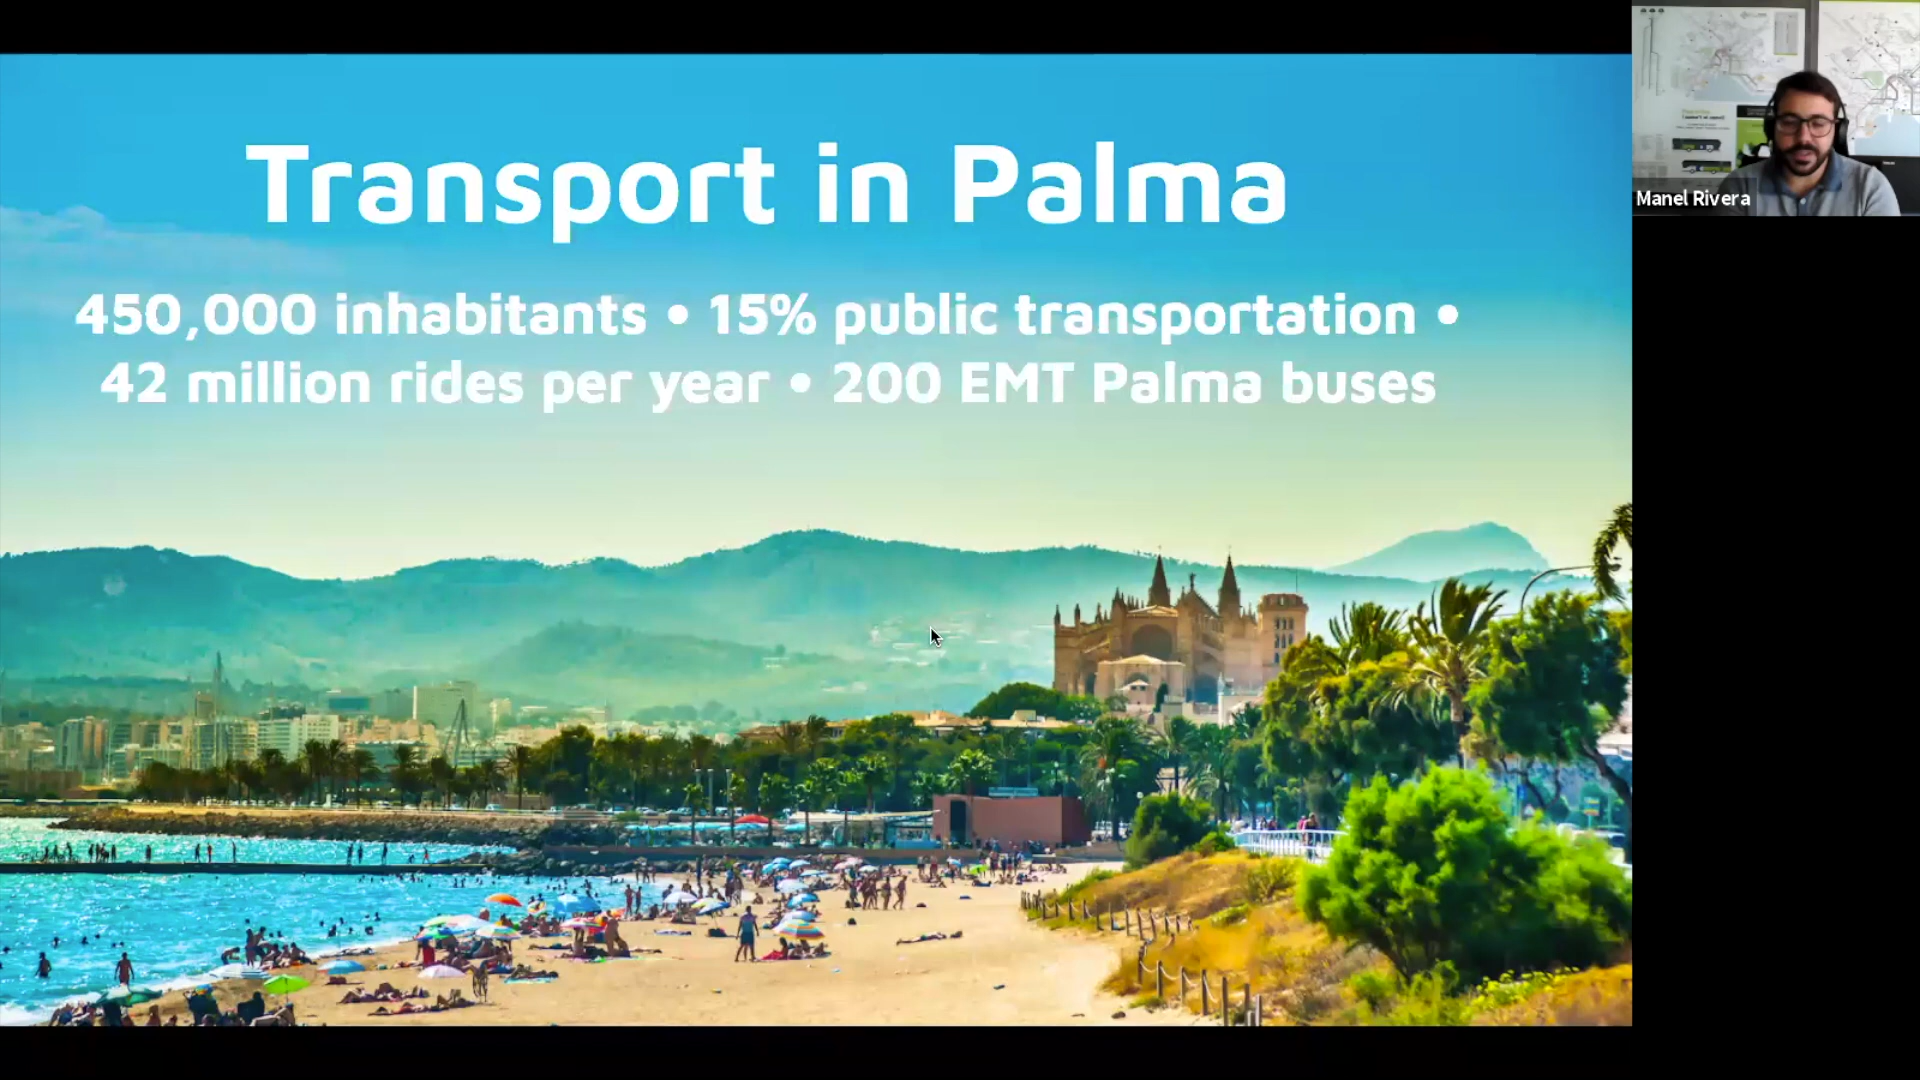 Transport in Palma
450,000 inhabitants • 15% public transportation •
42 million rides per year • 200 EMT Palma buses
Manel Rivera